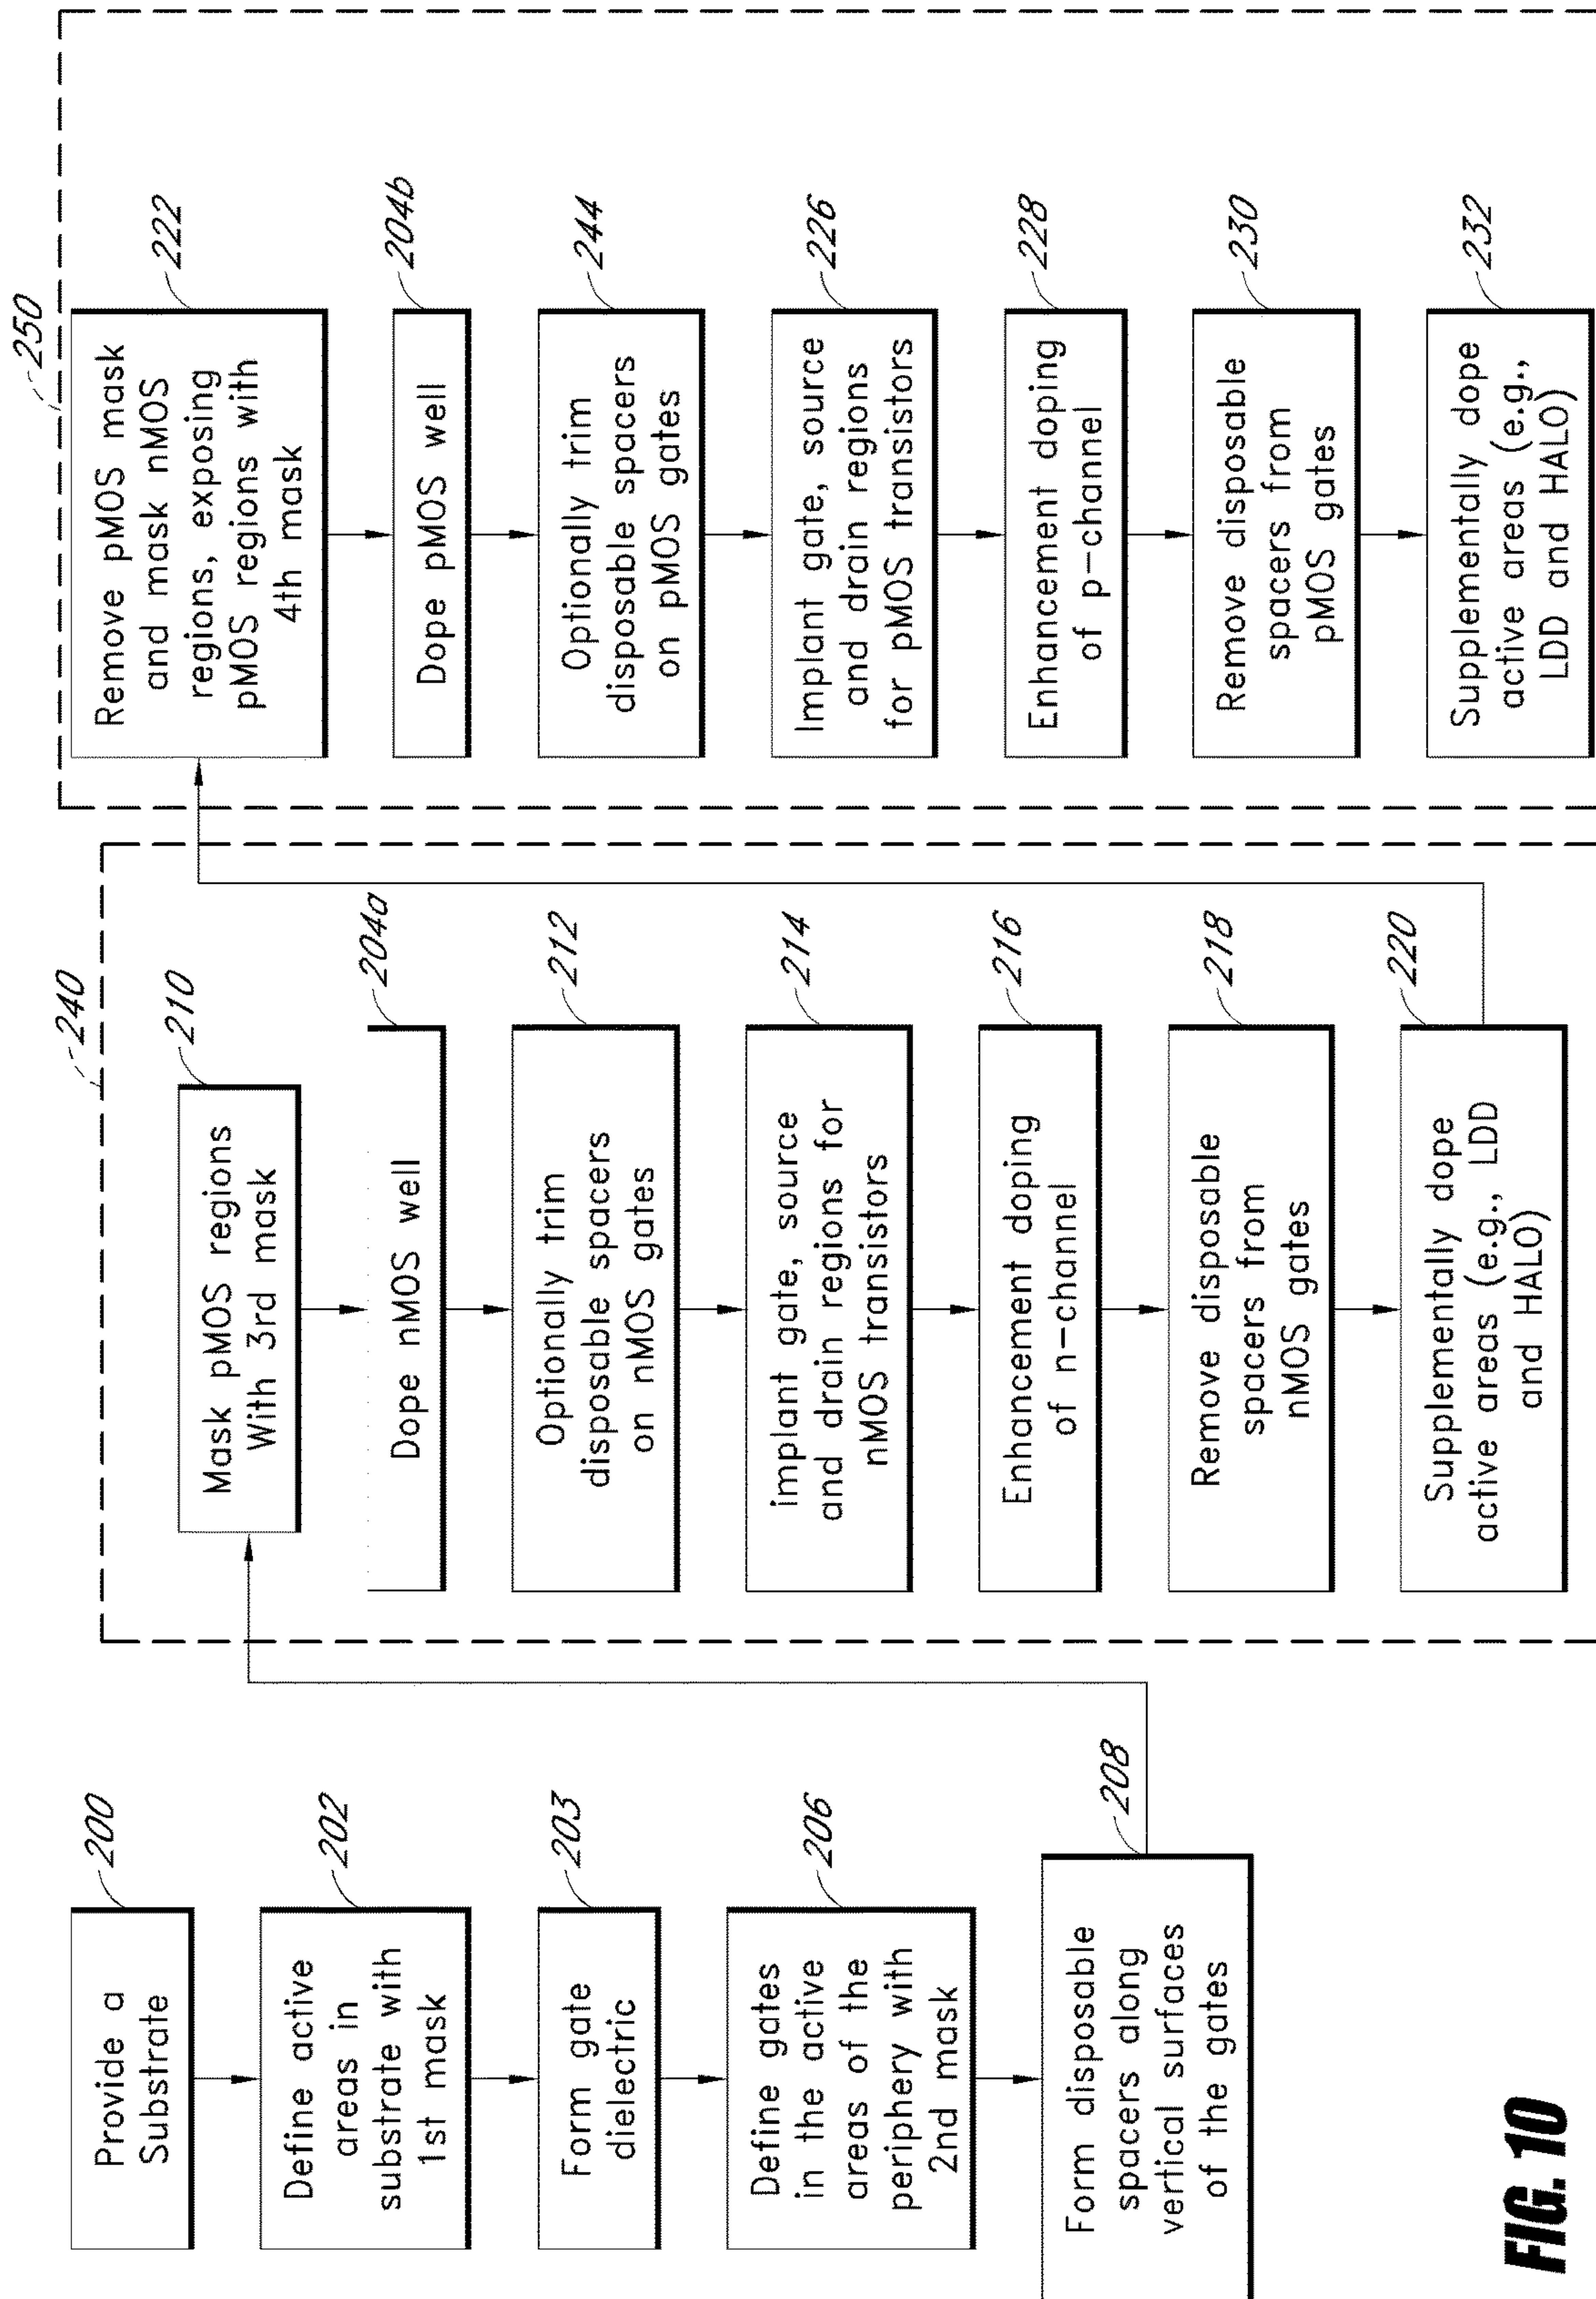 200
Provide a
Substrate
202
Define active
areas in
substrate with
1st mask
203
Form gate
dielectric
206
Define gates
in the active
areas of the
periphery with
2nd mask
208
Form disposable
spacers along
vertical surfaces
of the gates
240
210
Mask pMOS regions
With 3rd mask
204a
Dope nMOS well
212
Optionally trim
disposable spacers
on nMOS gates
214
implant gate, source
and drain regions for
nMOS transistors
216
Enhancement doping
of n-channel
218
Remove disposable
spacers from
nMOS gates
220
Supplementally dope
active areas (e.g., LDD
and HALO)
250
222
Remove pMOS mask
and mask nMOS
regions, exposing
pMOS regions with
4th mask
204b
Dope pMOS well
244
Optionally trim
disposable spacers
on pMOS gates
226
Implant gate, source
and drain regions
for pMOS transistors
228
Enhancement doping
of p-channel
230
Remove disposable
spacers from
pMOS gates
232
Supplementally dope
active areas (e.g.,
LDD and HALO)
FIG. 10